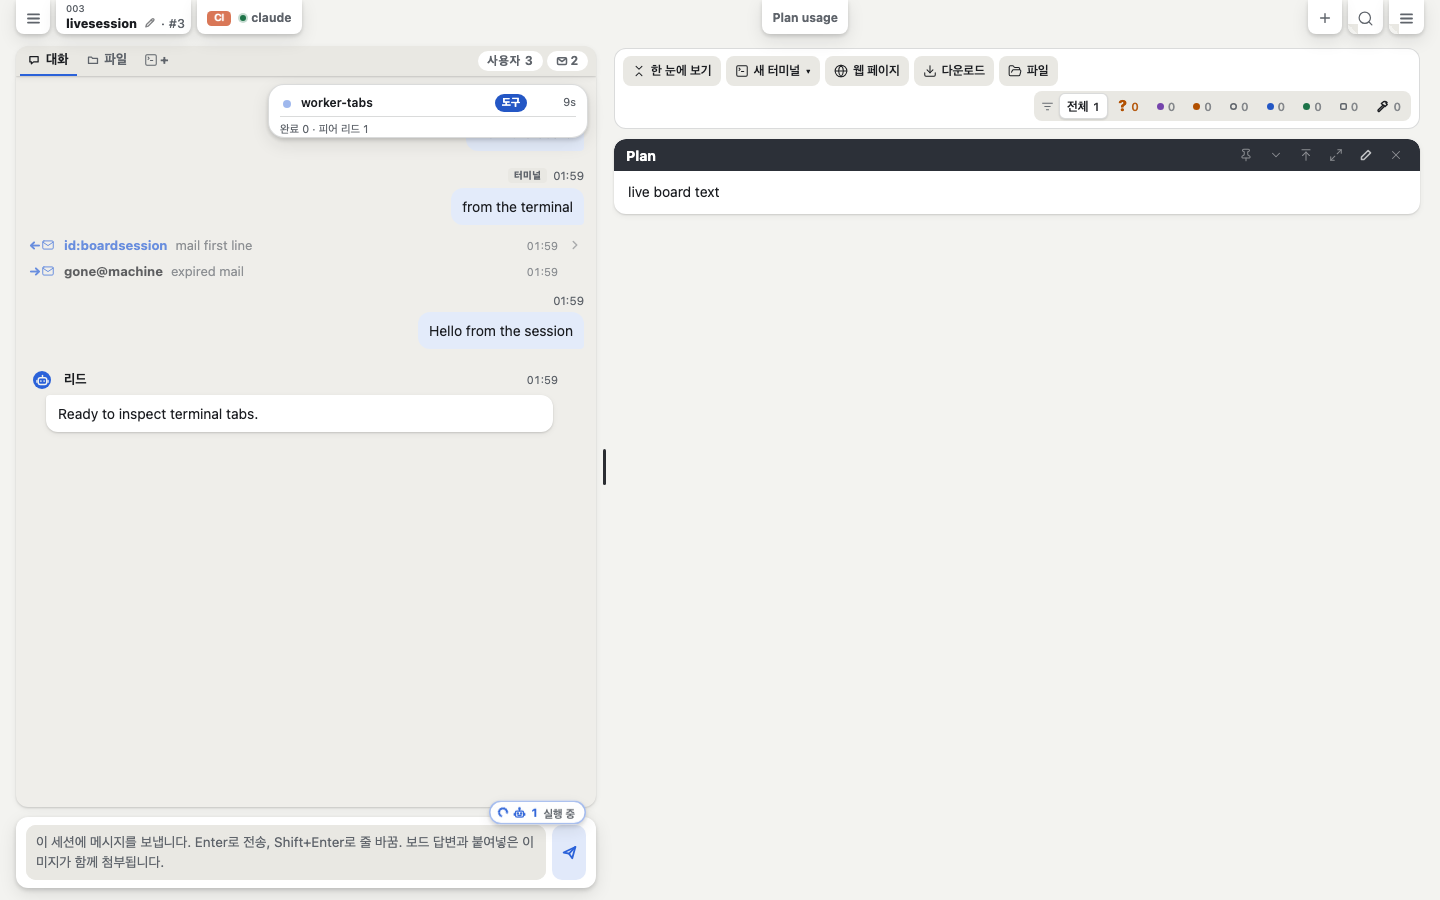 003
livesession · #3
CI claude
Plan usage
대화 파일 +
사용자 3 2
worker-tabs 도구 9s
완료 0 · 피어 리드 1
터미널 01:59
from the terminal
id:boardsession mail first line 01:59
gone@machine expired mail 01:59
01:59
Hello from the session
리드 01:59
Ready to inspect terminal tabs.
1 실행 중
이 세션에 메시지를 보냅니다. Enter로 전송, Shift+Enter로 줄 바꿈. 보드 답변과 붙여넣은 이
미지가 함께 첨부됩니다.
한 눈에 보기 새 터미널 ▾ 웹 페이지 다운로드 파일
전체 1 ? 0 0 0 0 0 0 0 0
Plan
live board text